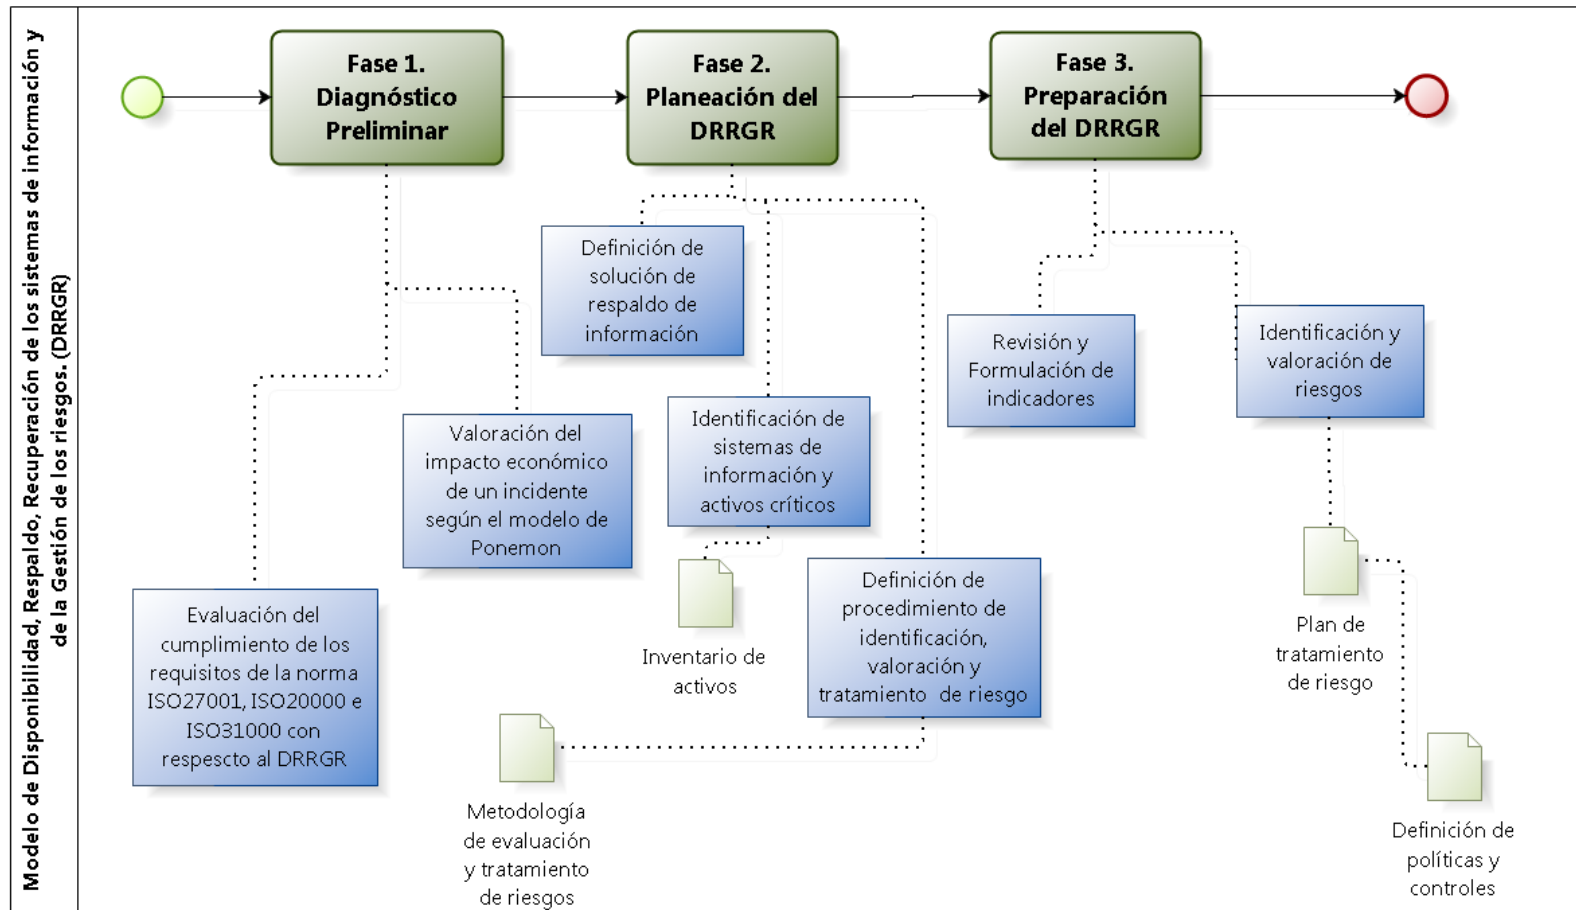 Modelo de Disponibilidad, Respaldo, Recuperación de los sistemas de información y
de la Gestión de los riesgos. (DRRGR)
Fase 1.
Diagnóstico
Preliminar
Fase 2.
Planeación del
DRRGR
Fase 3.
Preparación
del DRRGR
Definición de
solución de
respaldo de
información
Revisión y
Formulación de
indicadores
Identificación y
valoración de
riesgos
Valoración del
impacto económico
de un incidente
según el modelo de
Ponemon
Identificación de
sistemas de
información y
activos críticos
Evaluación del
cumplimiento de los
requisitos de la norma
ISO27001, ISO20000 e
ISO31000 con
respescto al DRRGR
Inventario de
activos
Definición de
procedimiento de
identificación,
valoración y
tratamiento de riesgo
Plan de
tratamiento
de riesgo
Metodología
de evaluación
y tratamiento
de riesgos
Definición de
políticas y
controles